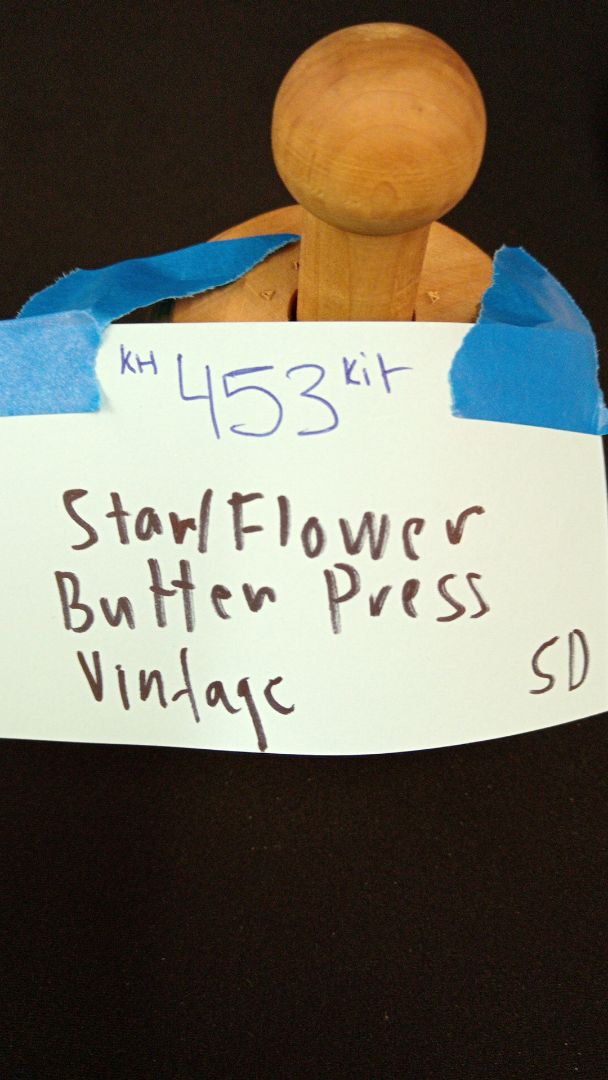 KH 453 Kit
Star/Flower
Butter Press
Vintage
SD